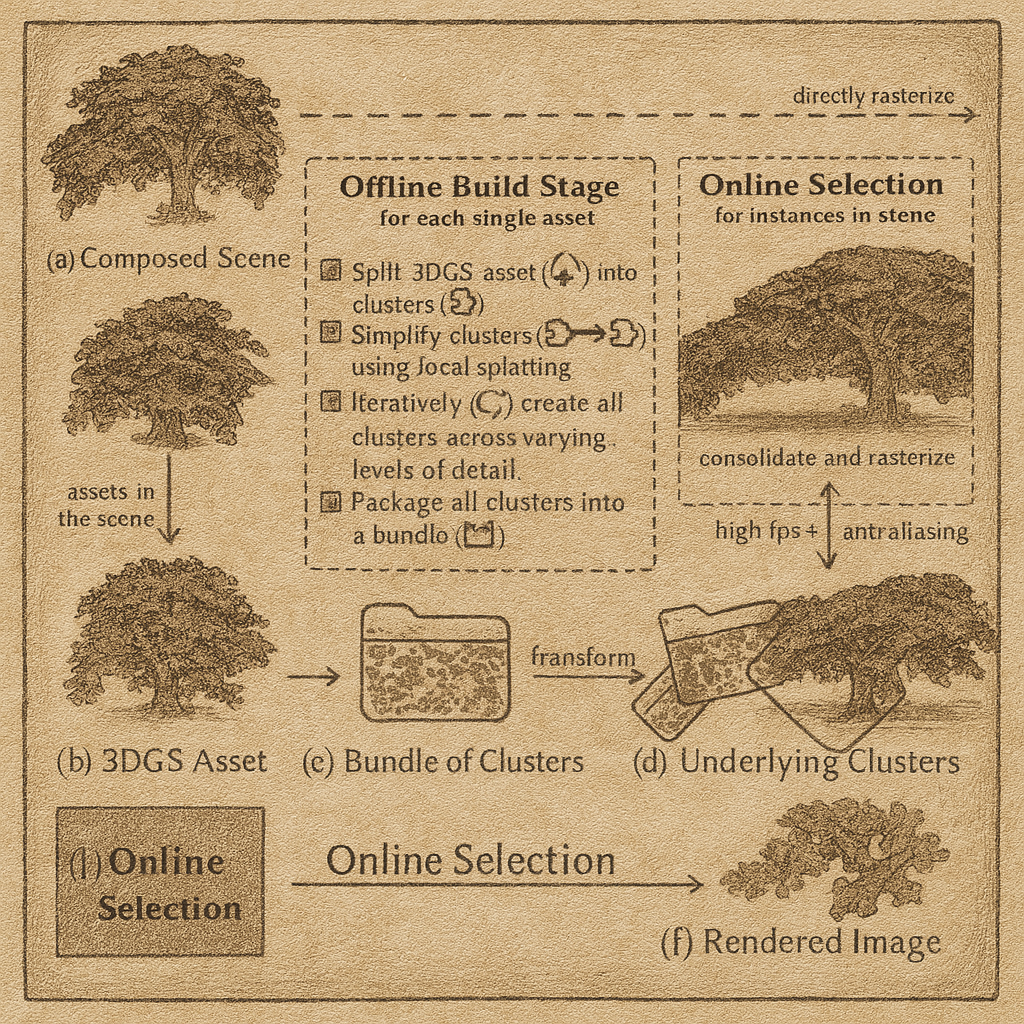 directly rasterize
(a) Composed Scene
Offline Build Stage
for each single asset
Split 3DGS asset ( ) into
clusters ( )
Simplify clusters ( )
using local splatting
Iteratively ( ) create all
clusters across varying..
levels of detail.
Package all clusters into
a bundlo ( )
Online Selection
for instances in stene
consolidate and rasterize
high fps + antraliasing
assets in
the scene
transform
(b) 3DGS Asset
(c) Bundle of Clusters
(d) Underlying Clusters
Online
Selection
Online Selection
(f) Rendered Image